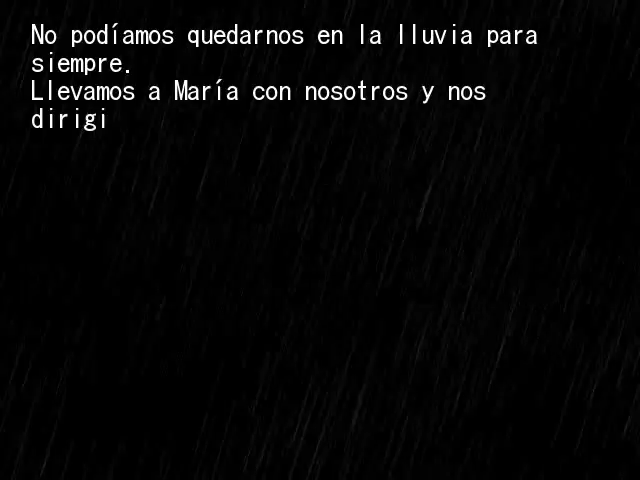 No podíamos quedarnos en la lluvia para
siempre.
Llevamos a María con nosotros y nos
dirigi